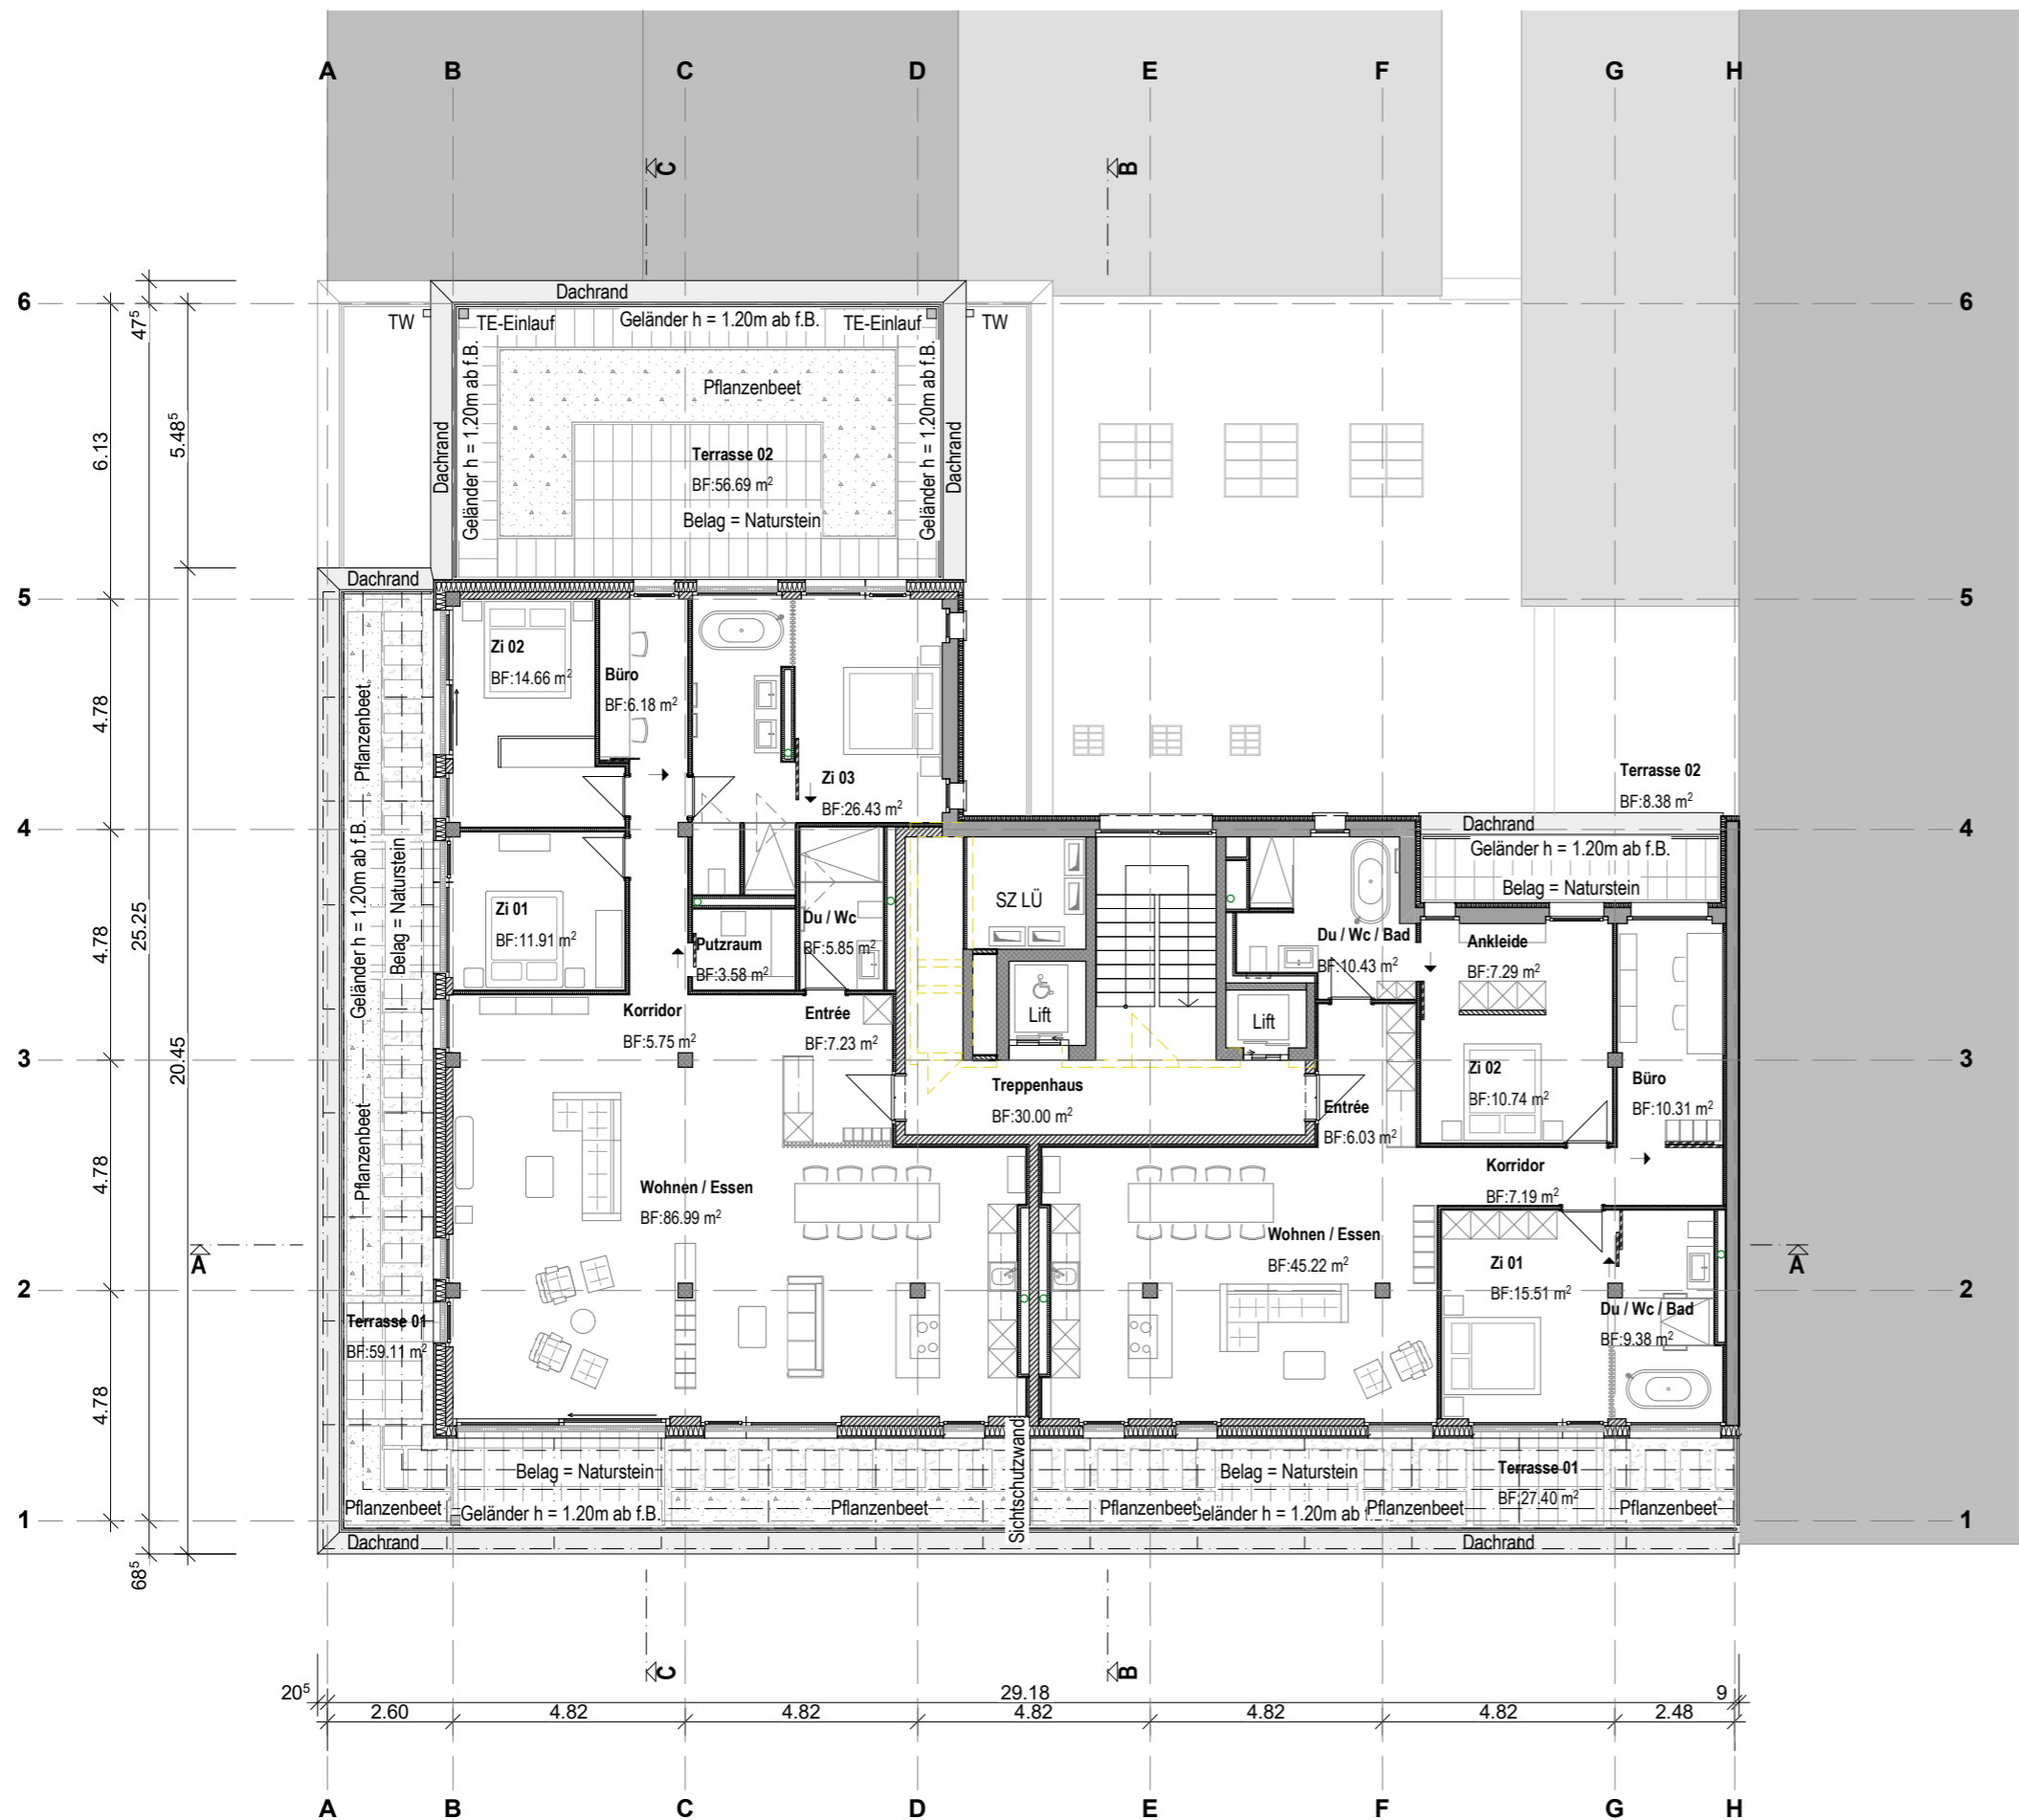 A B C D E F G H
C B
6 Dachrand 6
47⁵
TW TE-Einlauf Geländer h = 1.20m ab f.B. TE-Einlauf TW
Geländer h = 1.20m ab f.B.
Geländer h = 1.20m ab f.B.
Pflanzenbeet
6.13
5.48⁵
Dachrand
Dachrand
Terrasse 02
BF:56.69 m²
Belag = Naturstein
Dachrand
5 5
Zi 02
BF:14.66 m²
Büro
BF:6.18 m²
Pflanzenbeet
4.78
Zi 03
BF:26.43 m²
Terrasse 02
BF:8.38 m²
4 Dachrand 4
Geländer h = 1.20m ab f.B.
Belag = Naturstein
Geländer h = 1.20m ab f.B.
Belag = Naturstein
SZ LÜ
Zi 01
BF:11.91 m²
Putzraum
BF:3.58 m²
Du / Wc
BF:5.85 m²
Du / Wc / Bad
BF:10.43 m²
Ankleide
BF:7.29 m²
4.78
25.25
Korridor
BF:5.75 m²
Entrée
BF:7.23 m²
Lift
Lift
3 3
20.45
Treppenhaus
BF:30.00 m²
Entrée
BF:6.03 m²
Zi 02
BF:10.74 m²
Büro
BF:10.31 m²
Pflanzenbeet
4.78
Wohnen / Essen
BF:86.99 m²
Korridor
BF:7.19 m²
Wohnen / Essen
BF:45.22 m²
A A
Zi 01
BF:15.51 m²
2 2
Terrasse 01
BF:59.11 m²
Du / Wc / Bad
BF:9.38 m²
4.78
Sichtschutzwand
Belag = Naturstein Belag = Naturstein
Terrasse 01
BF:27.40 m²
Pflanzenbeet Pflanzenbeet Pflanzenbeet Pflanzenbeet Pflanzenbeet
Geländer h = 1.20m ab f.B. Geländer h = 1.20m ab f
1 1
Dachrand Dachrand
68⁵
C B
20⁵ 29.18 9
2.60 4.82 4.82 4.82 4.82 4.82 2.48
A B C D E F G H